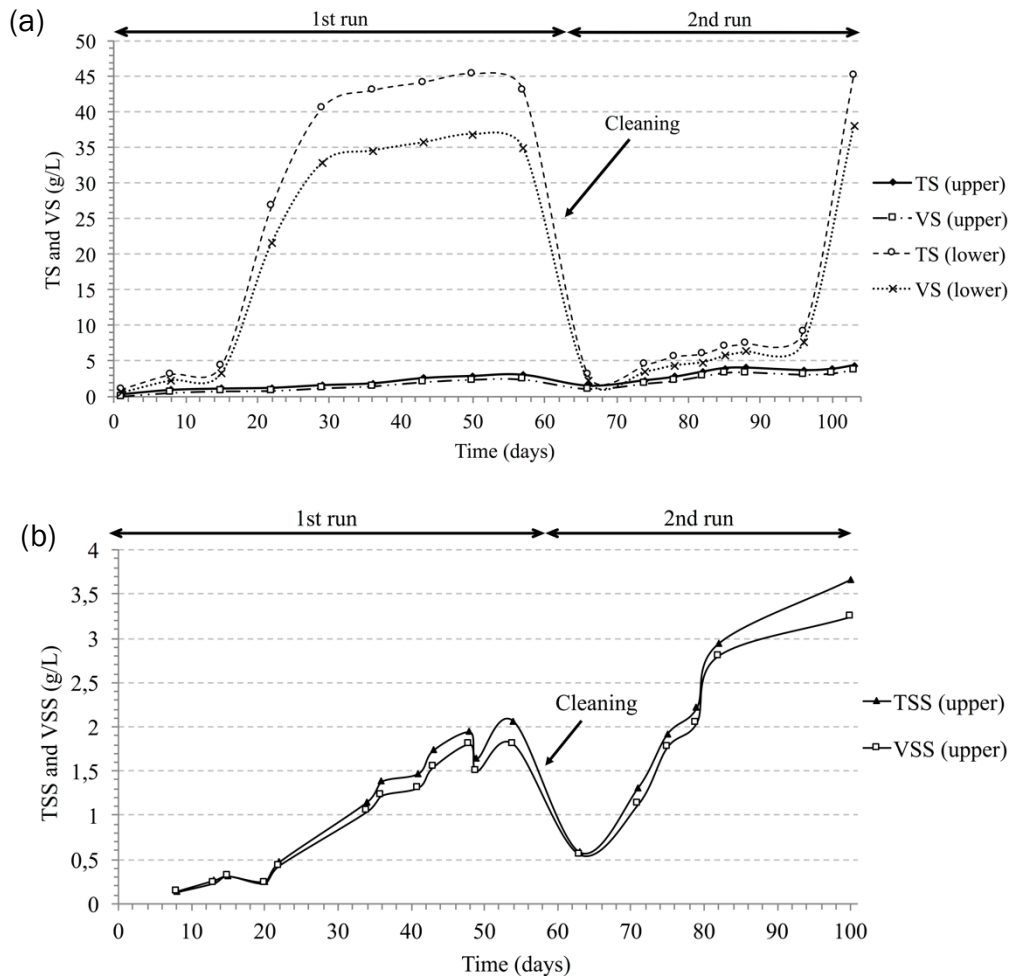 (a)
1st run
2nd run
50
45
40
35
30
25
20
15
10
5
0
TS and VS (g/L)
Cleaning
TS (upper)
VS (upper)
TS (lower)
VS (lower)
0 10 20 30 40 50 60 70 80 90 100
Time (days)
(b)
1st run
2nd run
4
3,5
3
2,5
2
1,5
1
0,5
0
TSS and VSS (g/L)
Cleaning
TSS (upper)
VSS (upper)
0 10 20 30 40 50 60 70 80 90 100
Time (days)